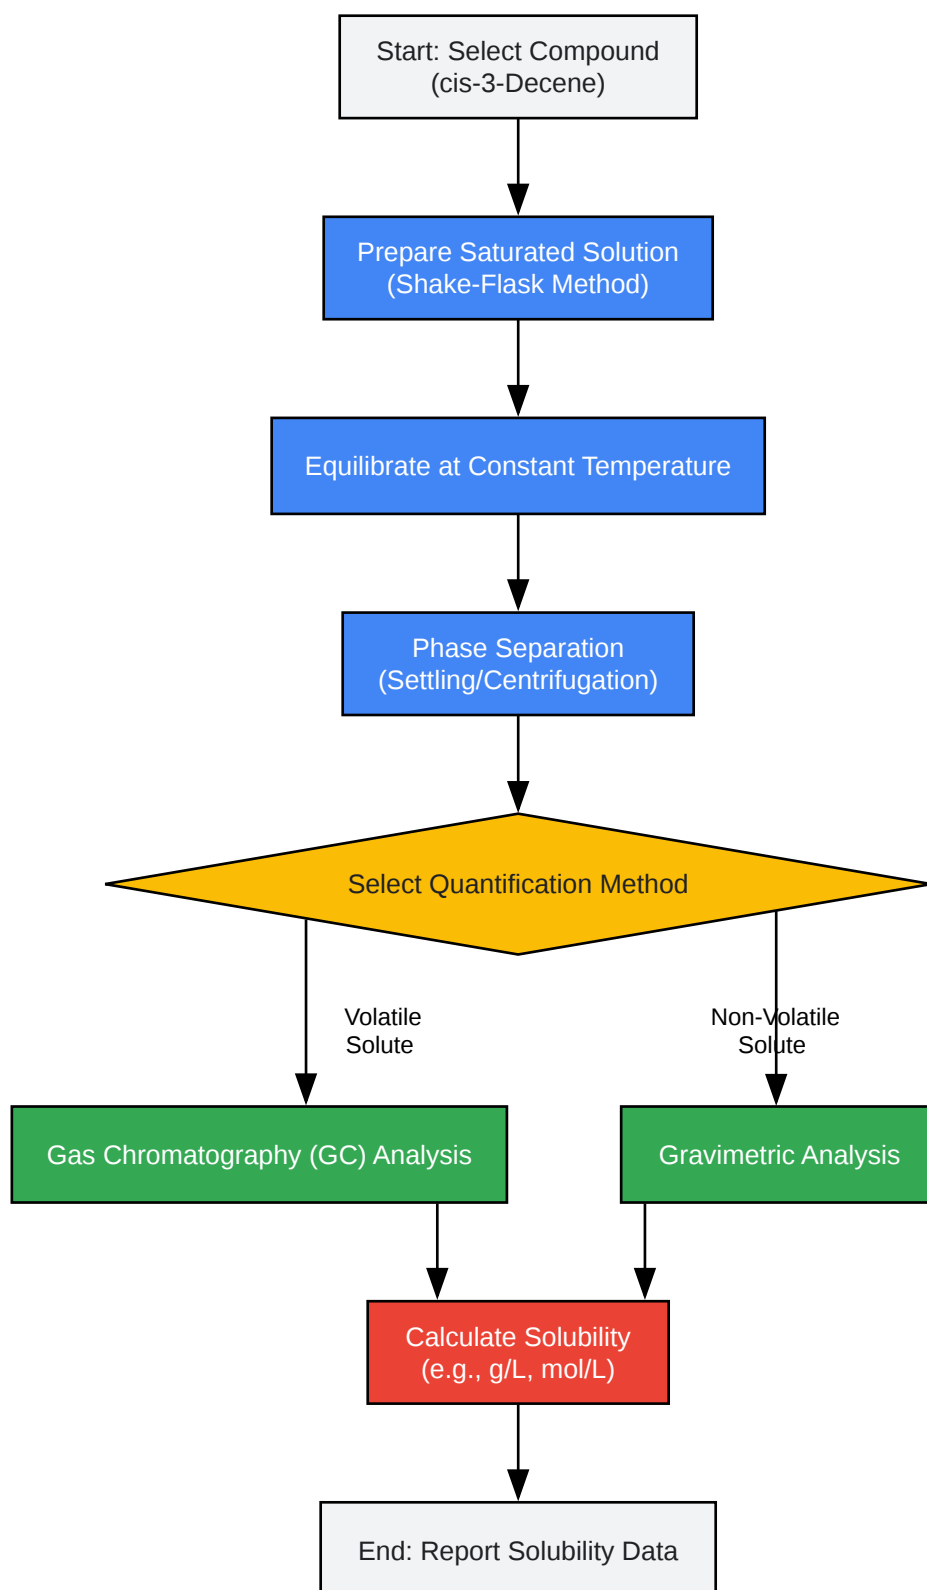 Start: Select Compound
(cis-3-Decene)
Prepare Saturated Solution
(Shake-Flask Method)
Equilibrate at Constant Temperature
Phase Separation
(Settling/Centrifugation)
Select Quantification Method
Volatile
Solute
Non-Volatile
Solute
Gas Chromatography (GC) Analysis
Gravimetric Analysis
Calculate Solubility
(e.g., g/L, mol/L)
End: Report Solubility Data